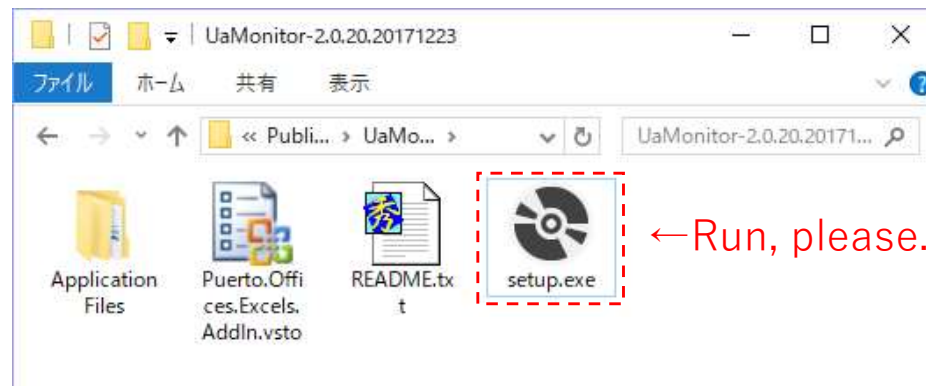 UaMonitor-2.0.20.20171223
ファイル ホーム 共有 表示
« Publi... › UaMo... ›
UaMonitor-2.0.20.20171...
秀
←Run, please.
Application
Files
Puerto.Offi
ces.Excels.
AddIn.vsto
README.tx
t
setup.exe